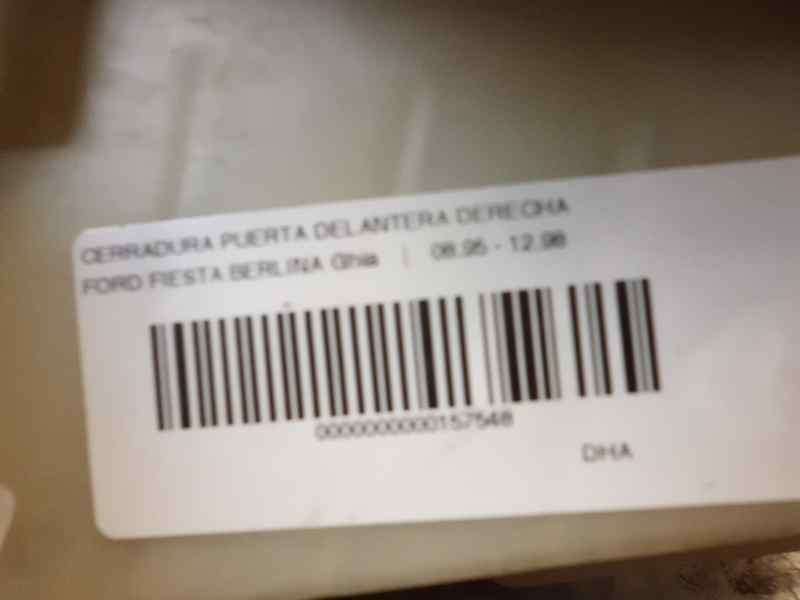 CERRADURA PUERTA DELANTERA DERECHA
FORD FIESTA BERLINA Ghia | 08.95 - 12.98
0000000000157548
DHA